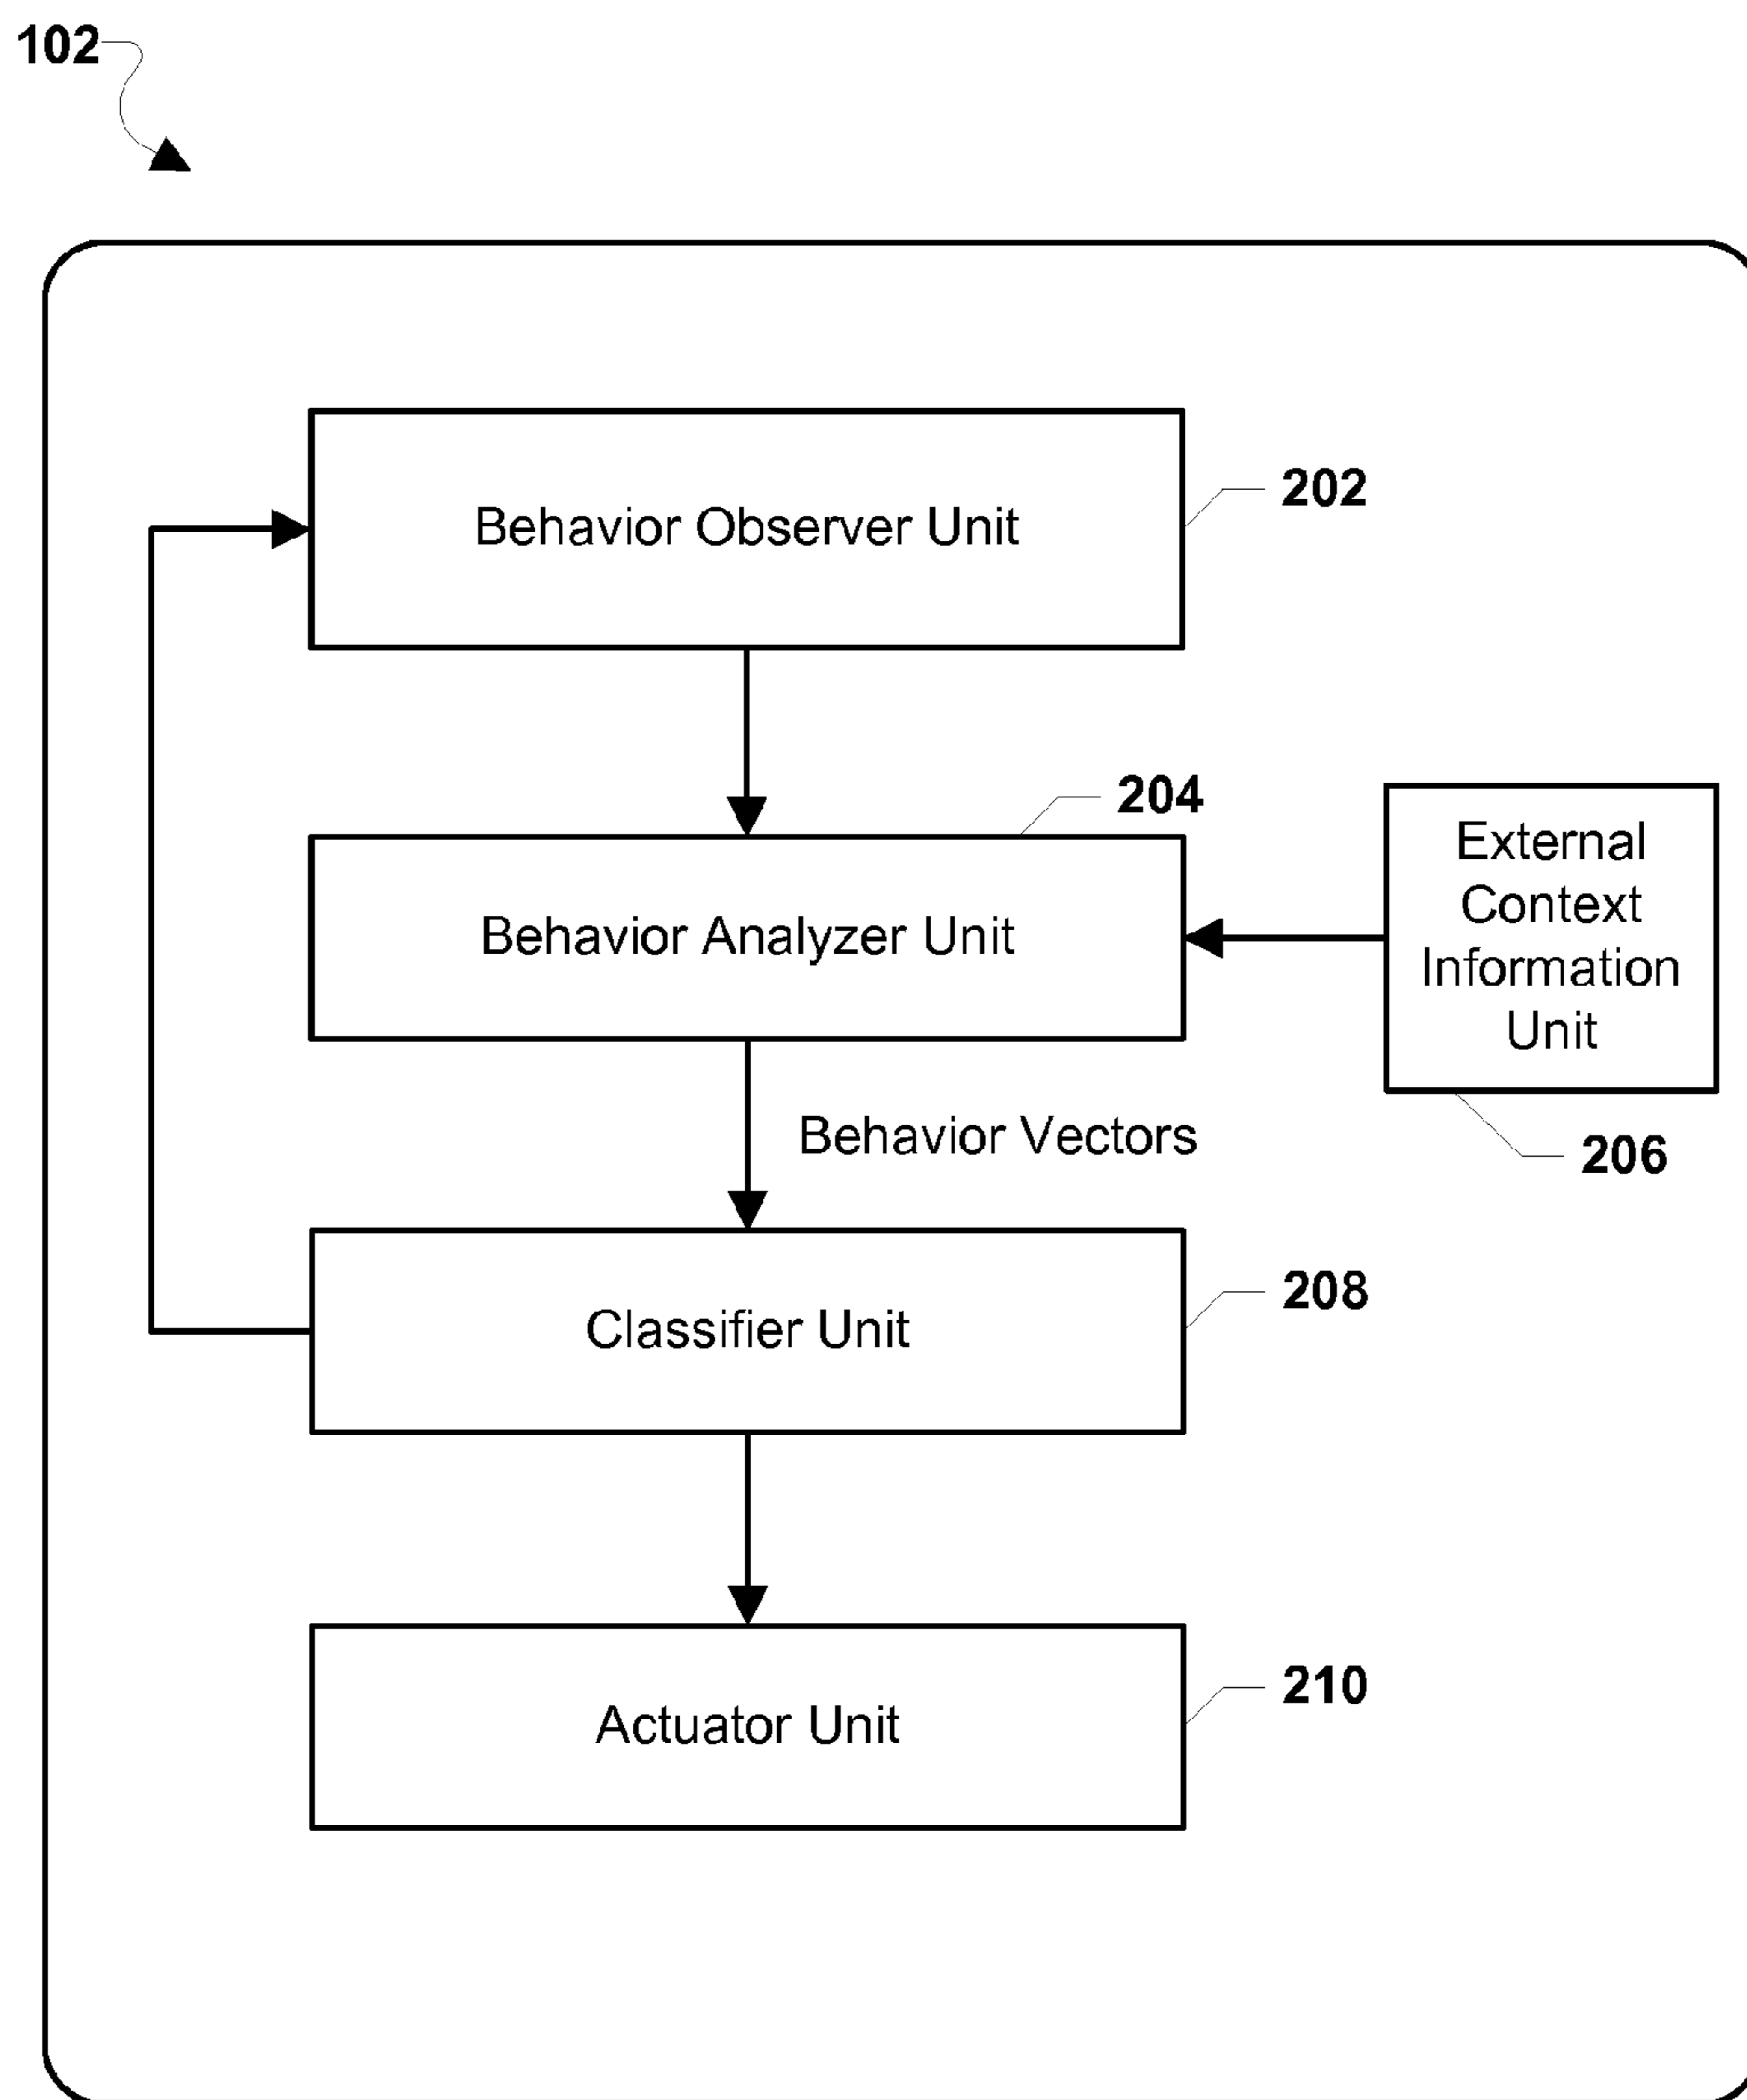 102
Behavior Observer Unit
202
204
Behavior Analyzer Unit
External
Context
Information
Unit
Behavior Vectors
206
Classifier Unit
208
Actuator Unit
210